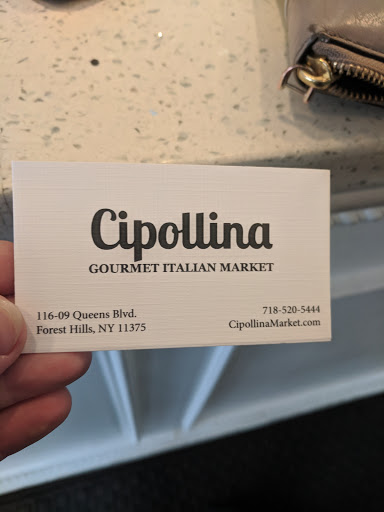 Cipollina
GOURMET ITALIAN MARKET
116-09 Queens Blvd.
Forest Hills, NY 11375
718-520-5444
CipollinaMarket.com